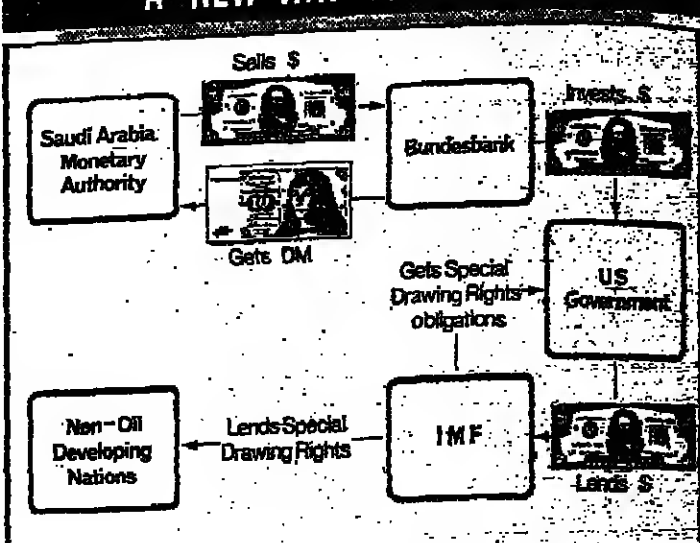 A NEW
Sells $
Saudi Arabia
Monetary
Authority
Bundesbank
Invests $
Gets DM
Gets Special
Drawing Rights
obligations
US
Government
Non-Oil
Developing
Nations
Lends Special
Drawing Rights
IMF
Lends $